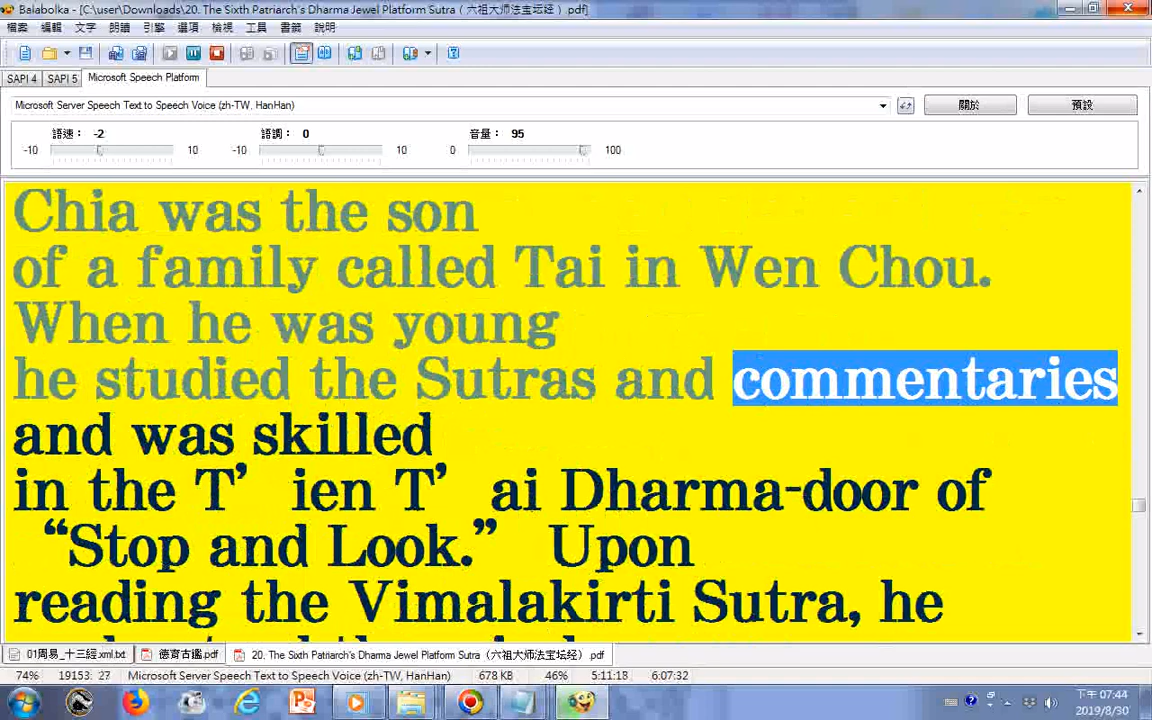 Balabolka - [C:\user\Downloads\20. The Sixth Patriarch's Dharma Jewel Platform Sutra（六祖大师法宝坛经）pdf]
檔案 編輯 文字 朗讀 引擎 選項 檢視 工具 書籤 說明
SAPI 4 SAPI 5 Microsoft Speech Platform
Microsoft Server Speech Text to Speech Voice (zh-TW, HanHan) 關於 預設
語速： -2 語調： 0 音量： 95
-10 10 -10 10 0 100
Chia was the son
of a family called Tai in Wen Chou.
When he was young
he studied the Sutras and commentaries
and was skilled
in the T’ien T’ai Dharma-door of
“Stop and Look.” Upon
reading the Vimalakirti Sutra, he
01周易_十三經.xml.txt 德育古鑑.pdf 20. The Sixth Patriarch's Dharma Jewel Platform Sutra（六祖大师法宝坛经）.pdf
74% 19153: 27 Microsoft Server Speech Text to Speech Voice (zh-TW, HanHan) 678 KB 46% 5:11:18 6:07:32
下午 07:44
2019/8/30